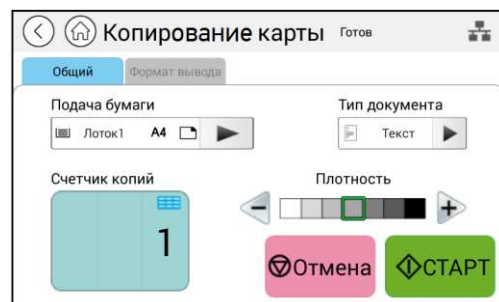 Копирование карты Готов
Общий Формат вывода
Подача бумаги Тип документа
Лоток1 A4 Текст
Счетчик копий Плотность
1
Отмена СТАРТ